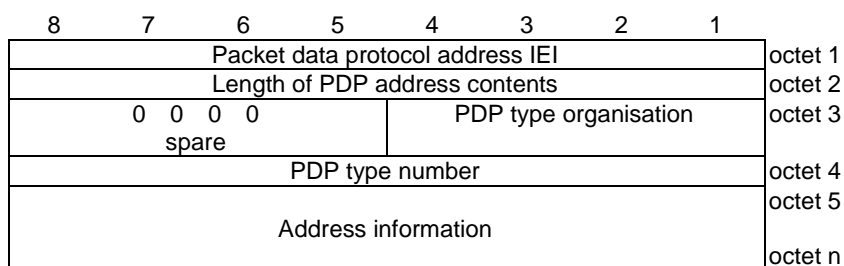 8 7 6 5 4 3 2 1
Packet data protocol address IEI octet 1
Length of PDP address contents octet 2
0 0 0 0 PDP type organisation octet 3
spare
PDP type number octet 4
octet 5
Address information
octet n